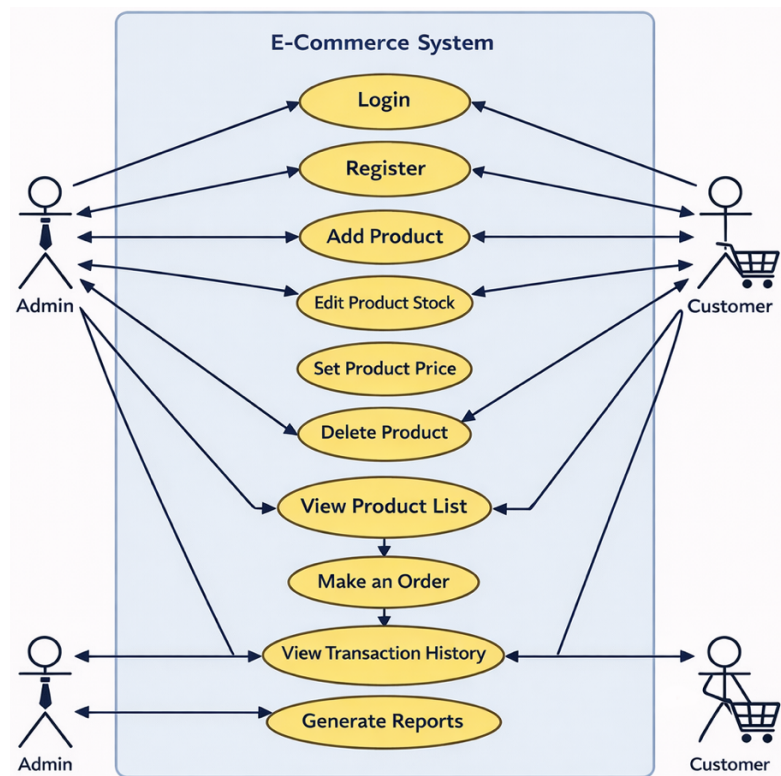 E-Commerce System
Login
Register
Add Product
Edit Product Stock
Admin
Customer
Set Product Price
Delete Product
View Product List
Make an Order
View Transaction History
Generate Reports
Admin
Customer